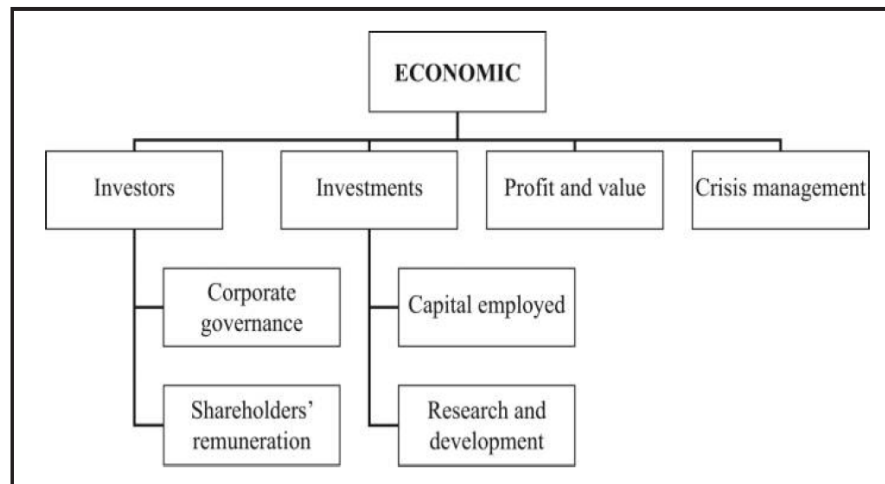 ECONOMIC
Investors
Investments
Profit and value
Crisis management
Corporate
governance
Capital employed
Shareholders’
remuneration
Research and
development